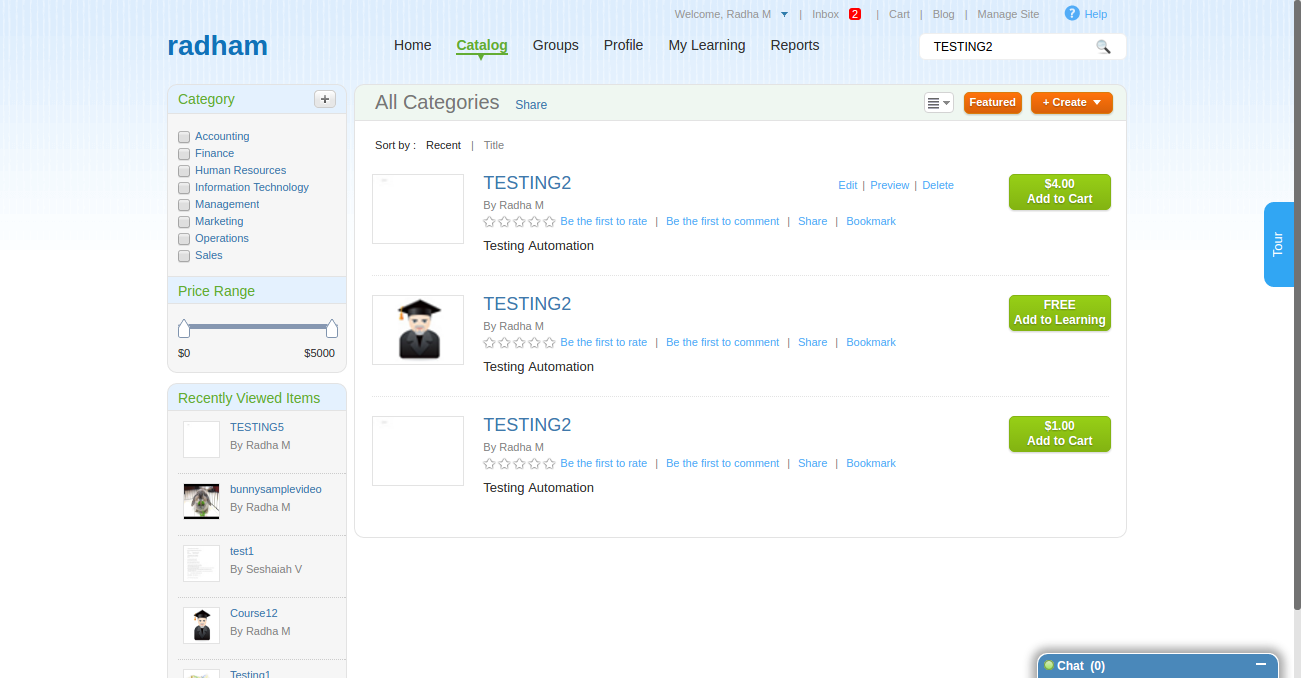 Welcome, Radha M | Inbox 2 | Cart | Blog | Manage Site ? Help
radham
Home Catalog Groups Profile My Learning Reports
TESTING2
Category +
Accounting
Finance
Human Resources
Information Technology
Management
Marketing
Operations
Sales
Price Range
$0 $5000
Recently Viewed Items
TESTING5
By Radha M
bunnysamplevideo
By Radha M
test1
By Seshaiah V
Course12
By Radha M
Testing1
All Categories Share
Featured + Create
Sort by : Recent | Title
TESTING2
Edit | Preview | Delete
$4.00
Add to Cart
By Radha M
Be the first to rate | Be the first to comment | Share | Bookmark
Testing Automation
TESTING2
FREE
Add to Learning
By Radha M
Be the first to rate | Be the first to comment | Share | Bookmark
Testing Automation
TESTING2
$1.00
Add to Cart
By Radha M
Be the first to rate | Be the first to comment | Share | Bookmark
Testing Automation
Tour
Chat (0)